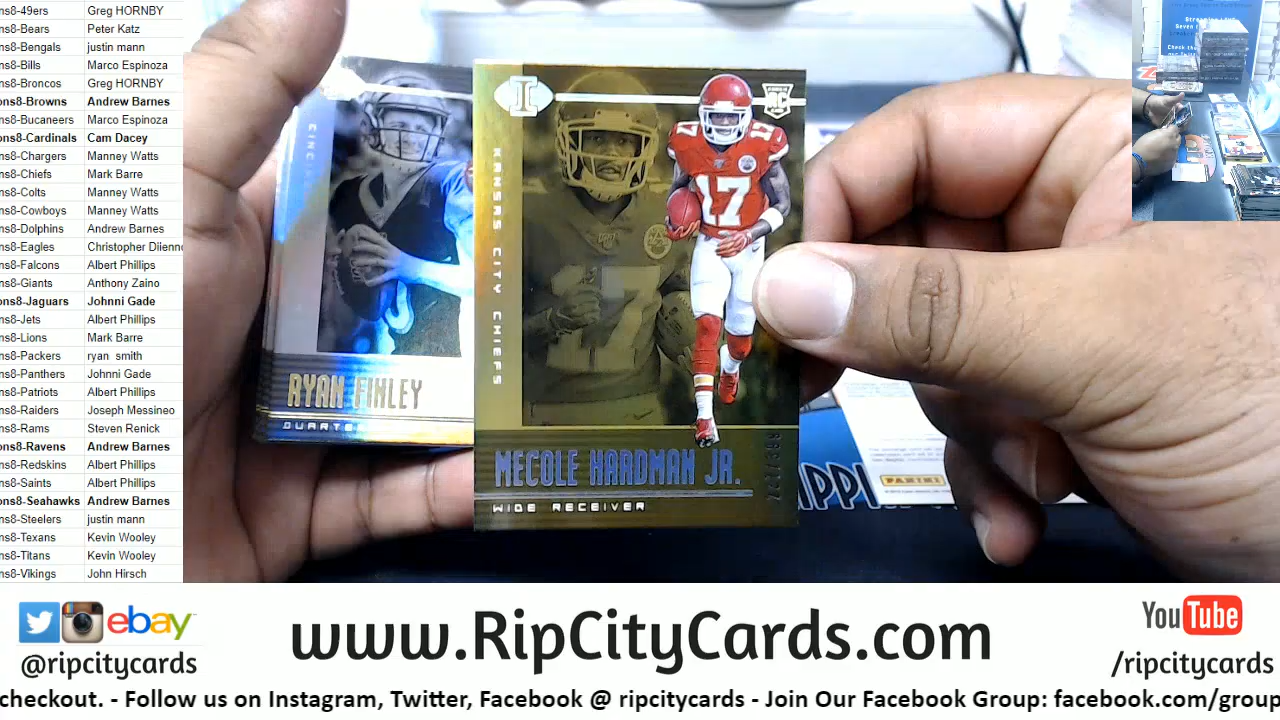 ns8-49ers Greg HORNBY
ns8-Bears Peter Katz
ns8-Bengals justin mann
ns8-Bills Marco Espinoza
ns8-Broncos Greg HORNBY
ons8-Browns Andrew Barnes
ns8-Buccaneers Marco Espinoza
ons8-Cardinals Cam Dacey
ns8-Chargers Manney Watts
ns8-Chiefs Mark Barre
ns8-Colts Manney Watts
ns8-Cowboys Manney Watts
ns8-Dolphins Andrew Barnes
ns8-Eagles Christopher Diienno
ns8-Falcons Albert Phillips
ns8-Giants Anthony Zaino
ons8-Jaguars Johnni Gade
ns8-Jets Albert Phillips
ns8-Lions Mark Barre
ns8-Packers ryan smith
ns8-Panthers Johnni Gade
ns8-Patriots Albert Phillips
ns8-Raiders Joseph Messineo
ns8-Rams Steven Renick
ons8-Ravens Andrew Barnes
ns8-Redskins Albert Phillips
ns8-Saints Albert Phillips
ons8-Seahawks Andrew Barnes
ns8-Steelers justin mann
ns8-Texans Kevin Wooley
ns8-Titans Kevin Wooley
ns8-Vikings John Hirsch
CINC
RYAN FINLEY
QUARTE
I
RC
KANSAS CITY CHIEFS
17
17
17
17
MECOLE HARDMAN JR.
WIDE RECEIVER
PANINI
ebay
@ripcitycards
www.RipCityCards.com
YouTube
/ripcitycards
checkout. - Follow us on Instagram, Twitter, Facebook @ ripcitycards - Join Our Facebook Group: facebook.com/group